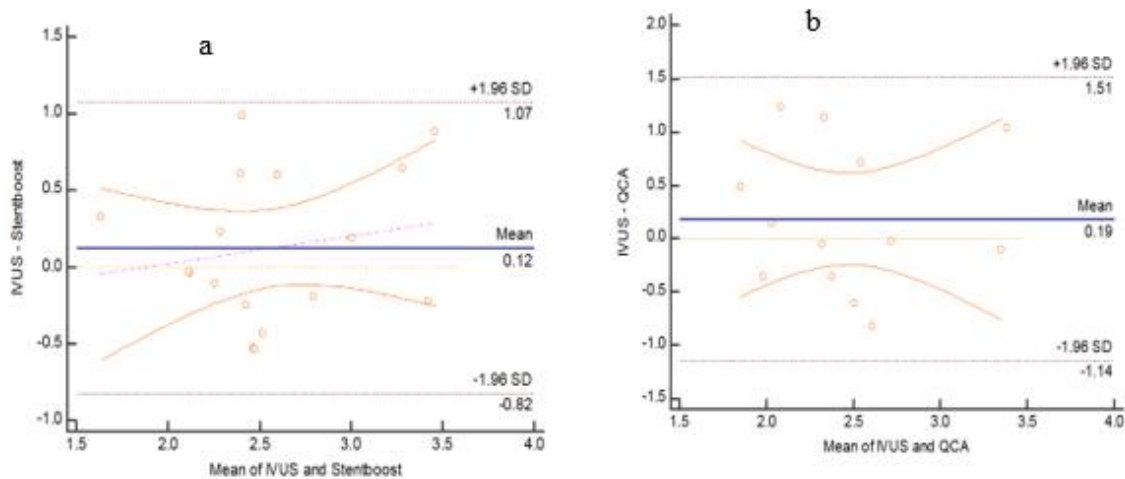 a
1.5
1.0
0.5
0.0
-0.5
-1.0
IVUS - Stentboost
+1.96 SD
1.07
Mean
0.12
-1.96 SD
-0.82
1.5 2.0 2.5 3.0 3.5 4.0
Mean of IVUS and Stentboost
b
2.0
1.5
1.0
0.5
0.0
-0.5
-1.0
-1.5
IVUS - QCA
+1.96 SD
1.51
Mean
0.19
-1.96 SD
-1.14
1.5 2.0 2.5 3.0 3.5 4.0
Mean of IVUS and QCA